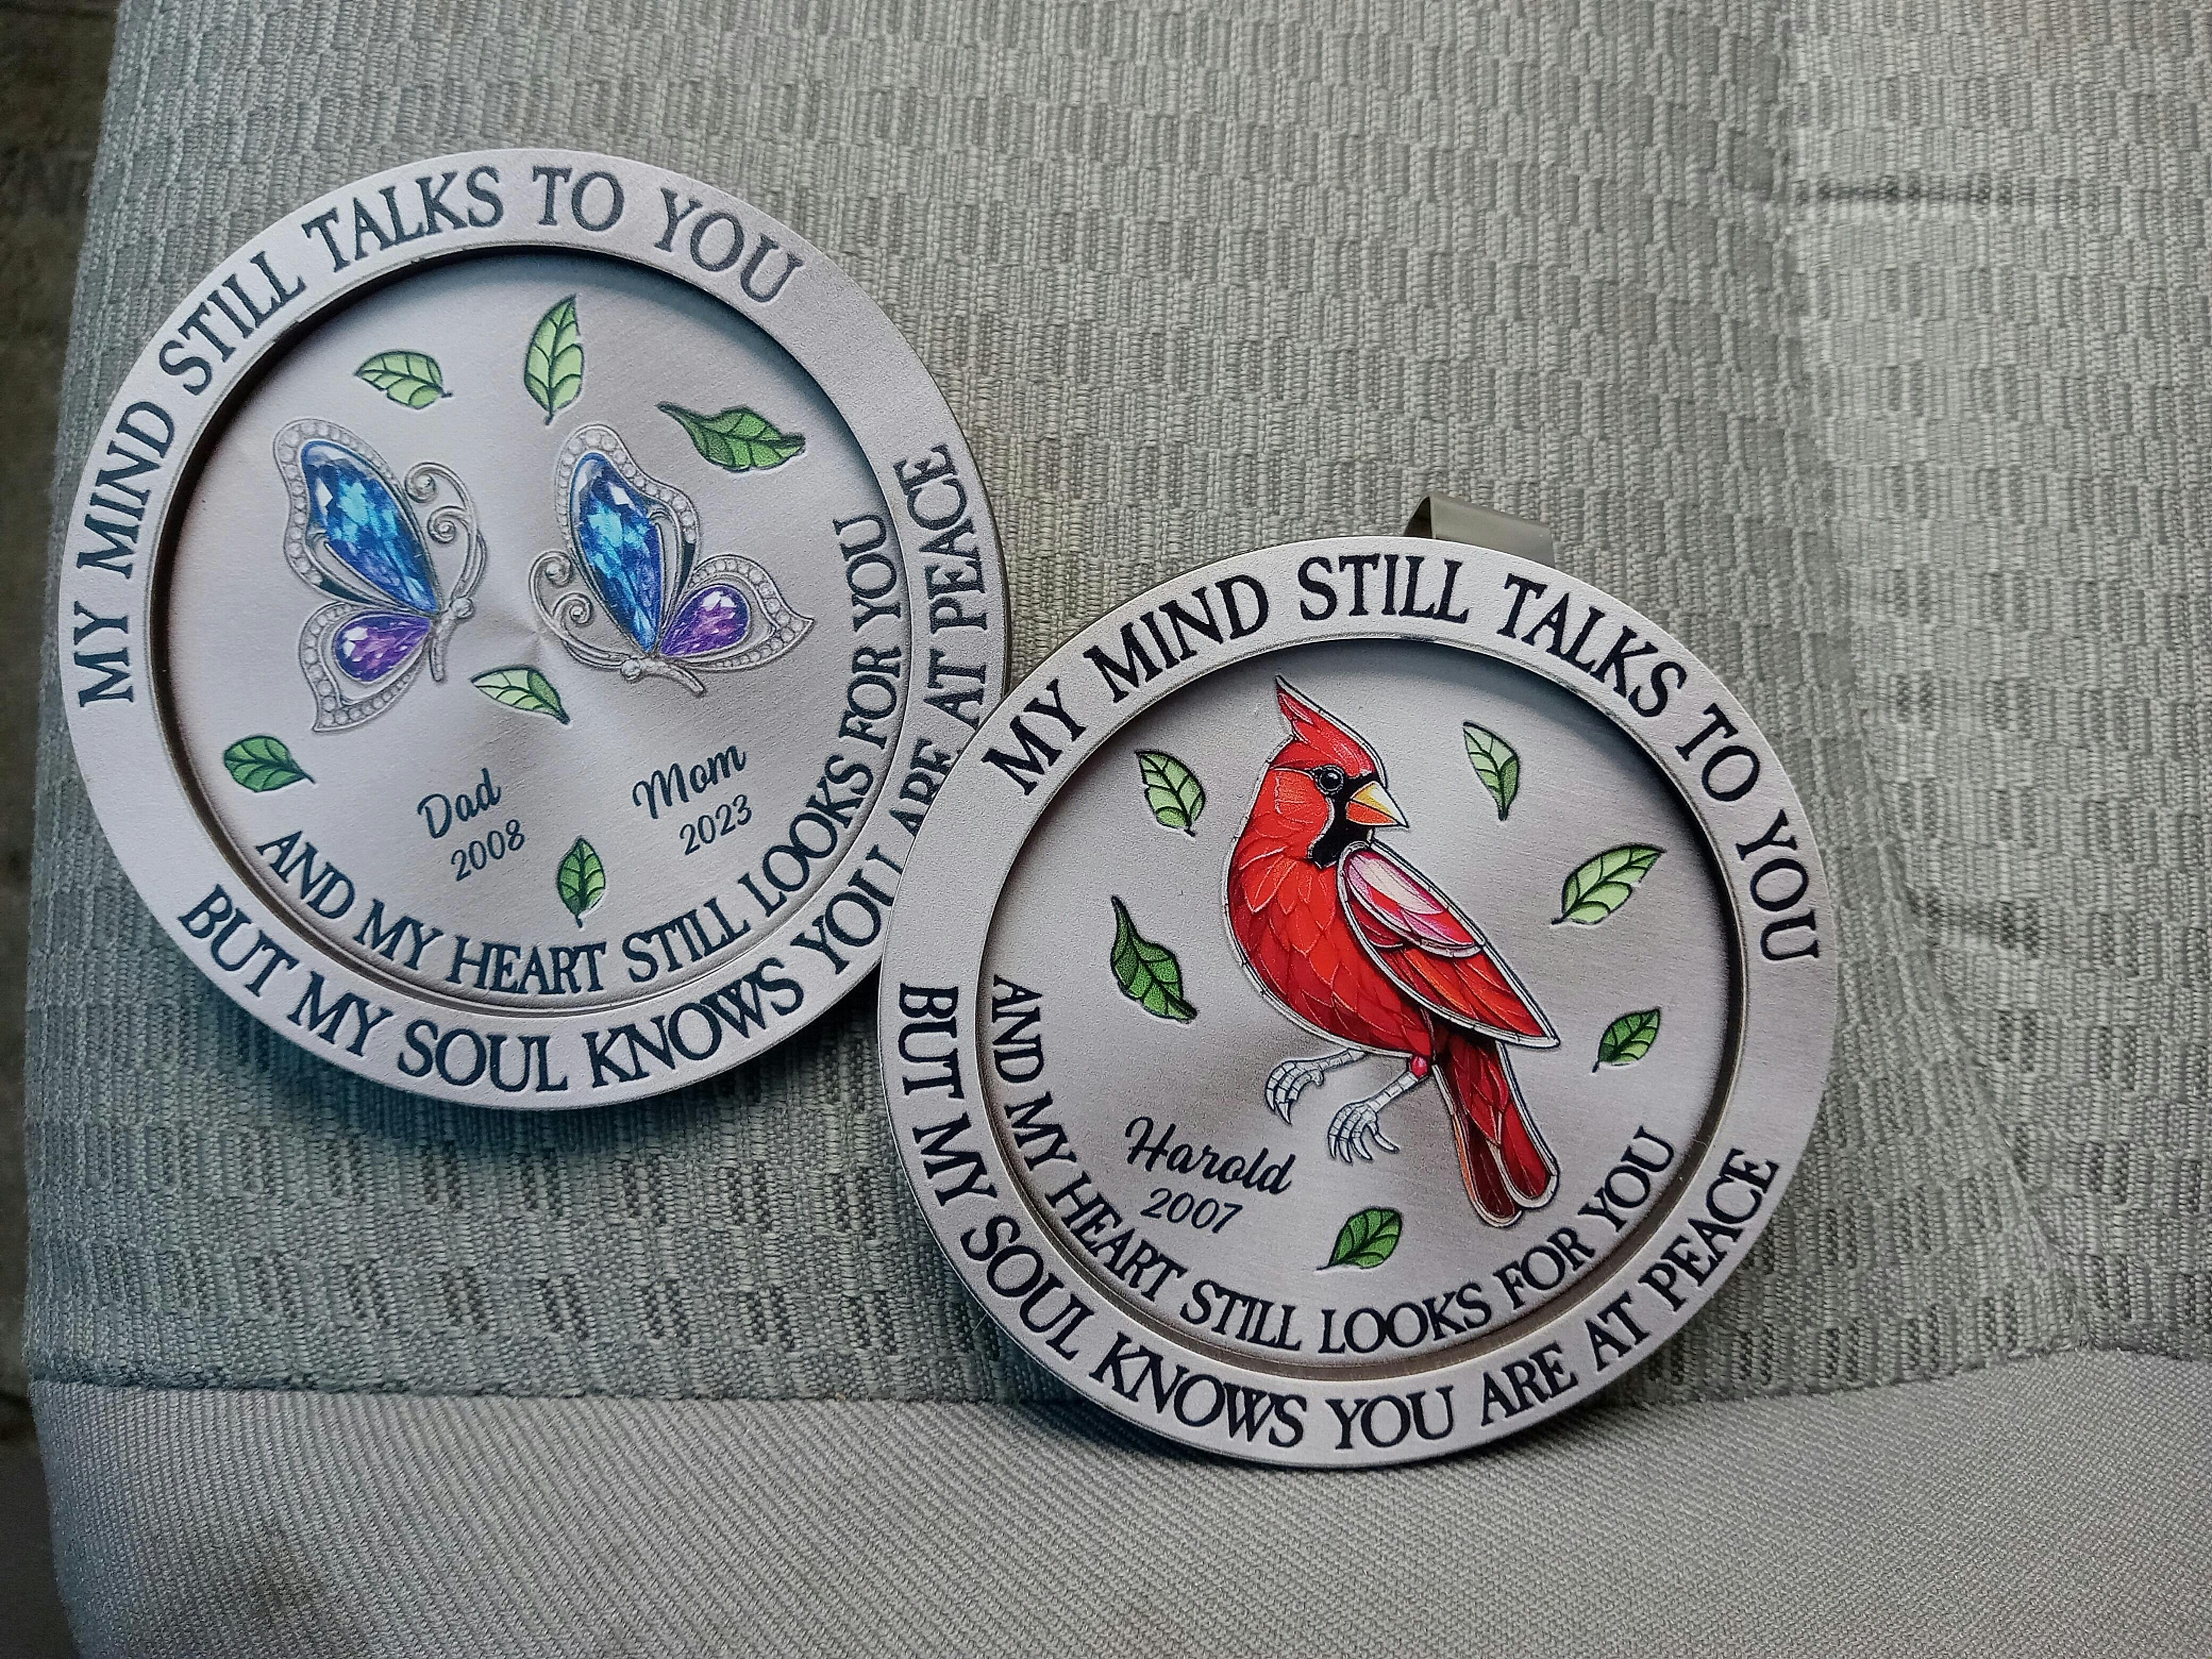 MY MIND STILL TALKS TO YOU
Dad
2008
Mom
2023
AND MY HEART STILL LOOKS FOR YOU
BUT MY SOUL KNOWS YOU ARE AT PEACE
MY MIND STILL TALKS TO YOU
Harold
2007
AND MY HEART STILL LOOKS FOR YOU
BUT MY SOUL KNOWS YOU ARE AT PEACE